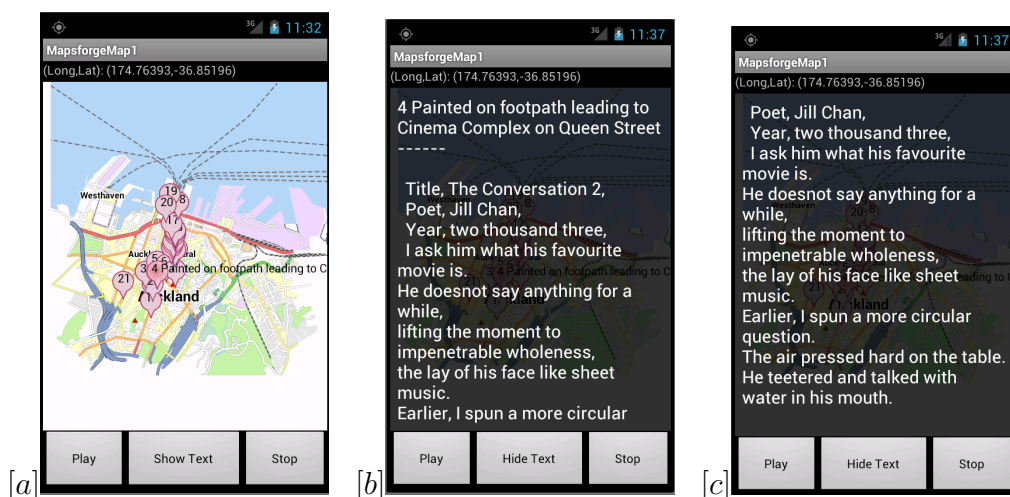 3G 11:32
MapsforgeMap1
(Long,Lat): (174.76393,-36.85196)
Westhaven
19
20 8
17
5
3 4 Painted on footpath leading to C
21
Play Show Text Stop
[a]
3G 11:37
MapsforgeMap1
(Long,Lat): (174.76393,-36.85196)
4 Painted on footpath leading to
Cinema Complex on Queen Street
------
Title, The Conversation 2,
Poet, Jill Chan,
Year, two thousand three,
I ask him what his favourite
movie is.
He doesnot say anything for a
while,
lifting the moment to
impenetrable wholeness,
the lay of his face like sheet
music.
Earlier, I spun a more circular
Play Hide Text Stop
[b]
3G 11:37
MapsforgeMap1
(Long,Lat): (174.76393,-36.85196)
Poet, Jill Chan,
Year, two thousand three,
I ask him what his favourite
movie is.
He doesnot say anything for a
while,
lifting the moment to
impenetrable wholeness,
the lay of his face like sheet
music.
Earlier, I spun a more circular
question.
The air pressed hard on the table.
He teetered and talked with
water in his mouth.
Play Hide Text Stop
[c]